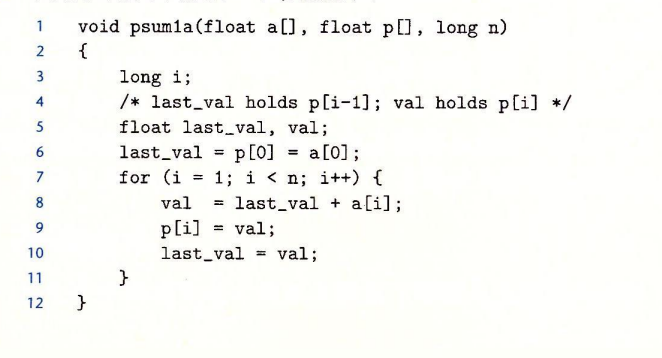 1 void psum1a(float a[], float p[], long n)
2 {
3     long i;
4     /* last_val holds p[i-1]; val holds p[i] */
5     float last_val, val;
6     last_val = p[0] = a[0];
7     for (i = 1; i < n; i++) {
8         val  = last_val + a[i];
9         p[i] = val;
10         last_val = val;
11     }
12 }